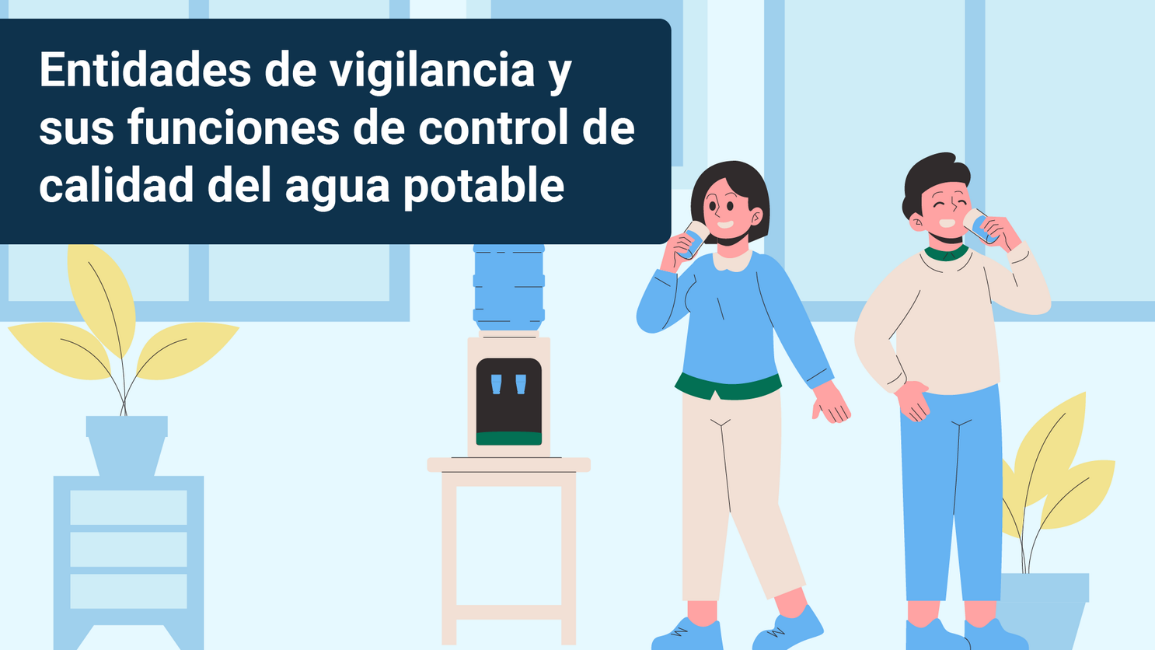 Entidades de vigilancia y
sus funciones de control de
calidad del agua potable